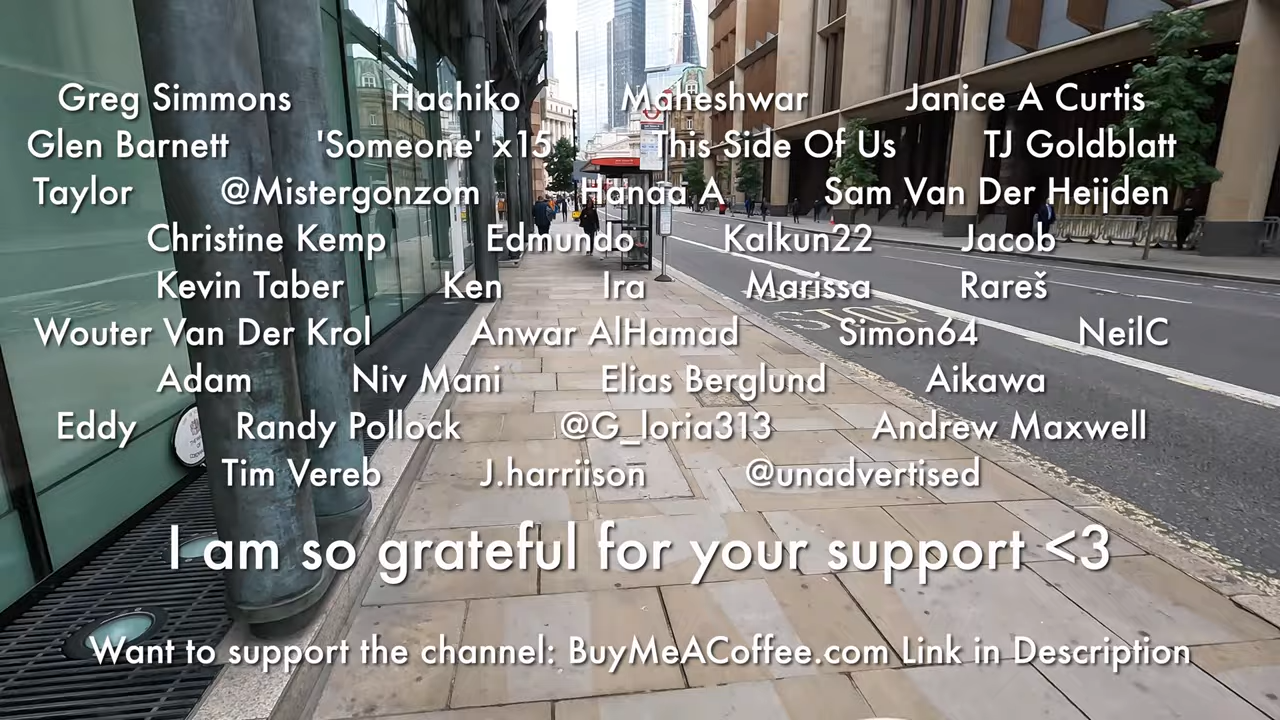 Greg Simmons Hachiko Maheshwar Janice A Curtis
Glen Barnett 'Someone' x15 This Side Of Us TJ Goldblatt
Taylor @Mistergonzom Hanaa A Sam Van Der Heijden
Christine Kemp Edmundo Kalkun22 Jacob
Kevin Taber Ken Ira Marissa Rareš
Wouter Van Der Krol Anwar AlHamad Simon64 NeilC
Adam Niv Mani Elias Berglund Aikawa
Eddy Randy Pollock @G_loria313 Andrew Maxwell
Tim Vereb J.harriison @unadvertised
I am so grateful for your support <3
Want to support the channel: BuyMeACoffee.com Link in Description